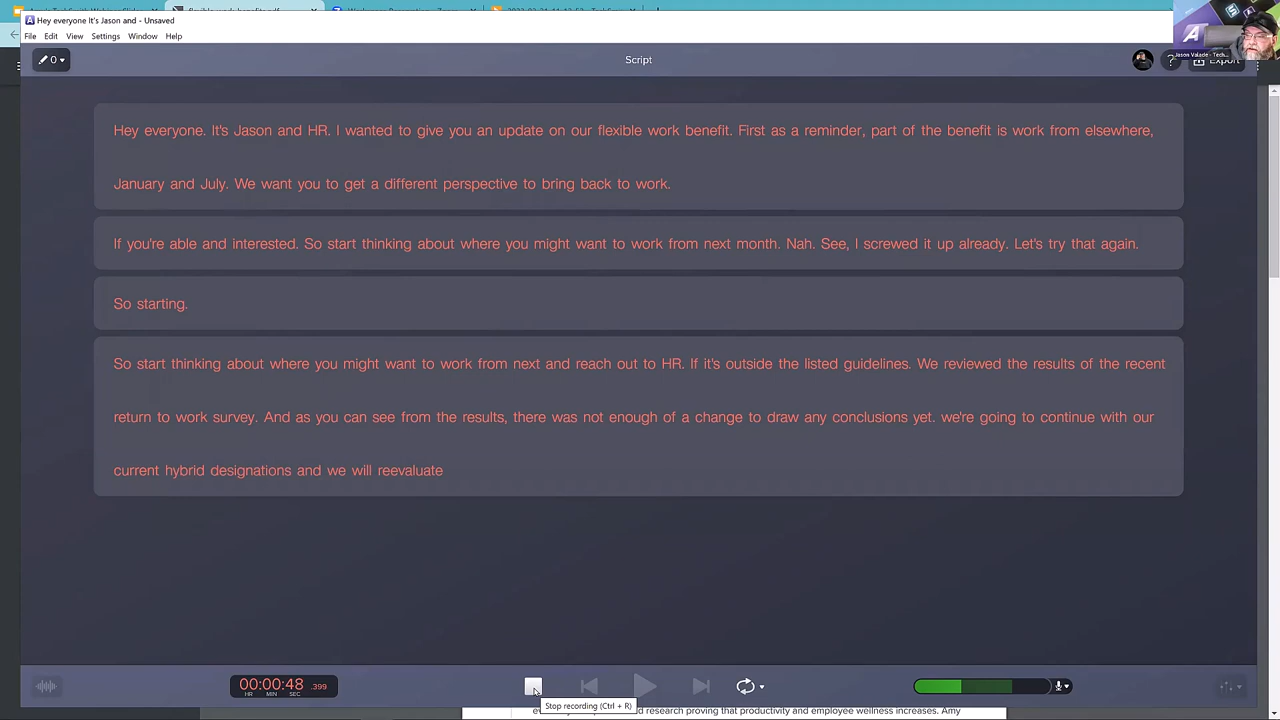 Hey everyone It's Jason and - Unsaved
File Edit View Settings Window Help
0
Script
Export
Jason Valade - Tech...
Hey everyone. It's Jason and HR. I wanted to give you an update on our flexible work benefit. First as a reminder, part of the benefit is work from elsewhere,
January and July. We want you to get a different perspective to bring back to work.
If you're able and interested. So start thinking about where you might want to work from next month. Nah. See, I screwed it up already. Let's try that again.
So starting.
So start thinking about where you might want to work from next and reach out to HR. If it's outside the listed guidelines. We reviewed the results of the recent
return to work survey. And as you can see from the results, there was not enough of a change to draw any conclusions yet. we're going to continue with our
current hybrid designations and we will reevaluate
00:00:48 .399
HR MIN SEC
Stop recording (Ctrl + R)
research proving that productivity and employee wellness increases. Amy